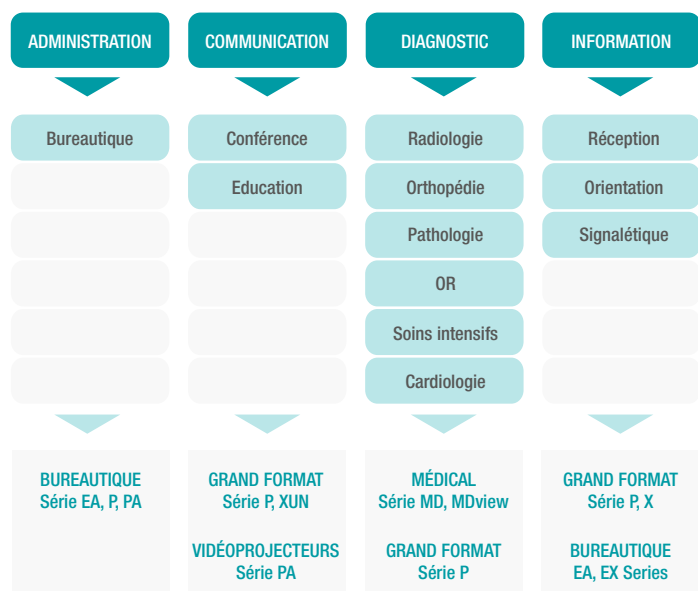 ADMINISTRATION
COMMUNICATION
DIAGNOSTIC
INFORMATION
Bureautique
Conférence
Radiologie
Réception
Education
Orthopédie
Orientation
Pathologie
Signalétique
OR
Soins intensifs
Cardiologie
BUREAUTIQUE
Série EA, P, PA
GRAND FORMAT
Série P, XUN
VIDÉOPROJECTEURS
Série PA
MÉDICAL
Série MD, MDview
GRAND FORMAT
Série P
GRAND FORMAT
Série P, X
BUREAUTIQUE
EA, EX Series